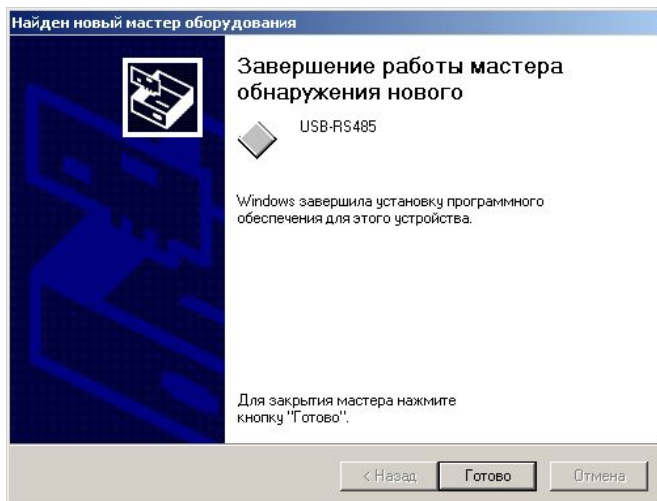 Найден новый мастер оборудования
Завершение работы мастера
обнаружения нового
USB-RS485
Windows завершила установку программного
обеспечения для этого устройства.
Для закрытия мастера нажмите
кнопку "Готово".
< Назад
Готово
Отмена